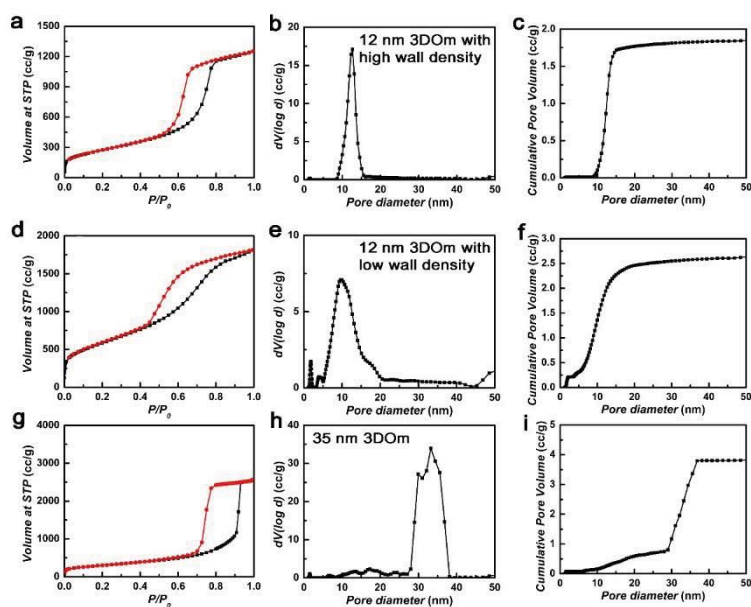 a
Volume at STP (cc/g)
1500
1200
900
600
300
0
0.0 0.2 0.4 0.6 0.8 1.0
P/P0
b
12 nm 3DOm with
high wall density
dV(log d) (cc/g)
20
15
10
5
0
0 10 20 30 40 50
Pore diameter (nm)
c
Cumulative Pore Volume (cc/g)
2.0
1.5
1.0
0.5
0.0
0 10 20 30 40 50
Pore diameter (nm)
d
Volume at STP (cc/g)
2000
1500
1000
500
0
0.0 0.2 0.4 0.6 0.8 1.0
P/P0
e
12 nm 3DOm with
low wall density
dV(log d) (cc/g)
10
5
0
0 10 20 30 40 50
Pore diameter (nm)
f
Cumulative Pore Volume (cc/g)
3.0
2.5
2.0
1.5
1.0
0.5
0.0
0 10 20 30 40 50
Pore diameter (nm)
g
Volume at STP (cc/g)
4000
3000
2000
1000
0
0.0 0.2 0.4 0.6 0.8 1.0
P/P0
h
35 nm 3DOm
dV(log d) (cc/g)
40
30
20
10
0
0 10 20 30 40 50
Pore diameter (nm)
i
Cumulative Pore Volume (cc/g)
5
4
3
2
1
0
0 10 20 30 40 50
Pore diameter (nm)